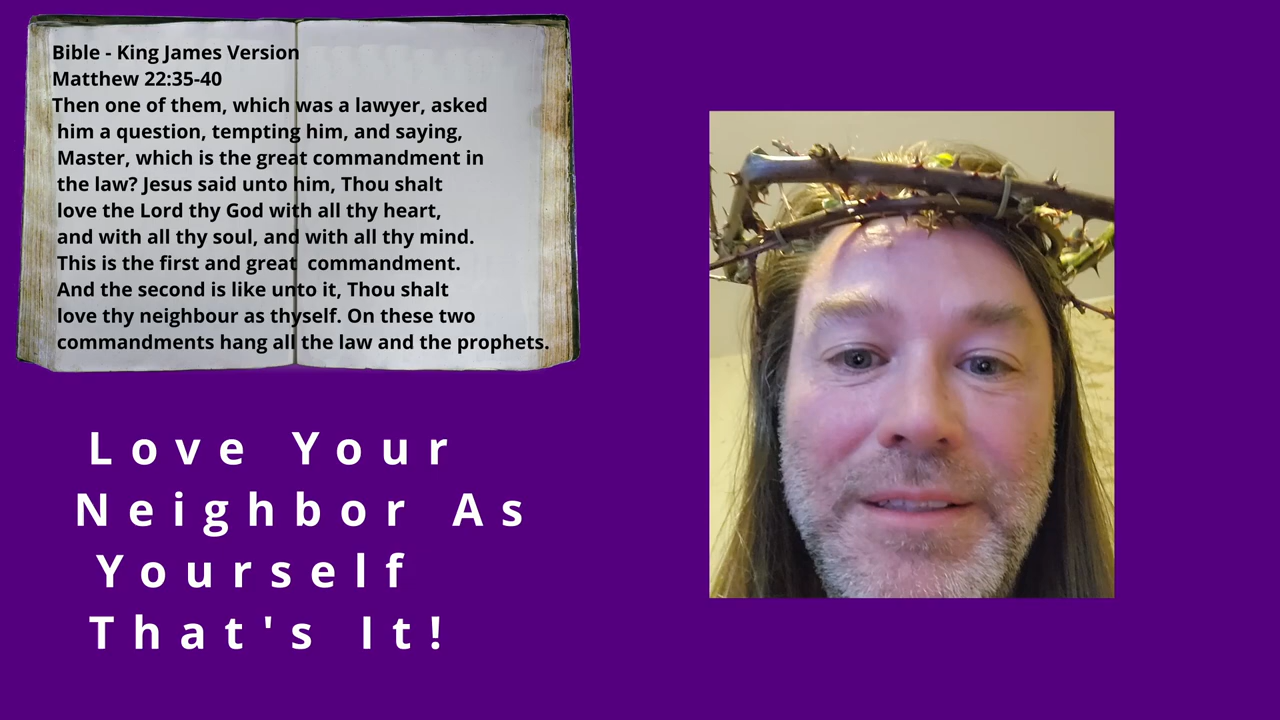 Bible - King James Version
Matthew 22:35-40
Then one of them, which was a lawyer, asked
him a question, tempting him, and saying,
Master, which is the great commandment in
the law? Jesus said unto him, Thou shalt
love the Lord thy God with all thy heart,
and with all thy soul, and with all thy mind.
This is the first and great commandment.
And the second is like unto it, Thou shalt
love thy neighbour as thyself. On these two
commandments hang all the law and the prophets.
Love Your
Neighbor As
Yourself
That's It!